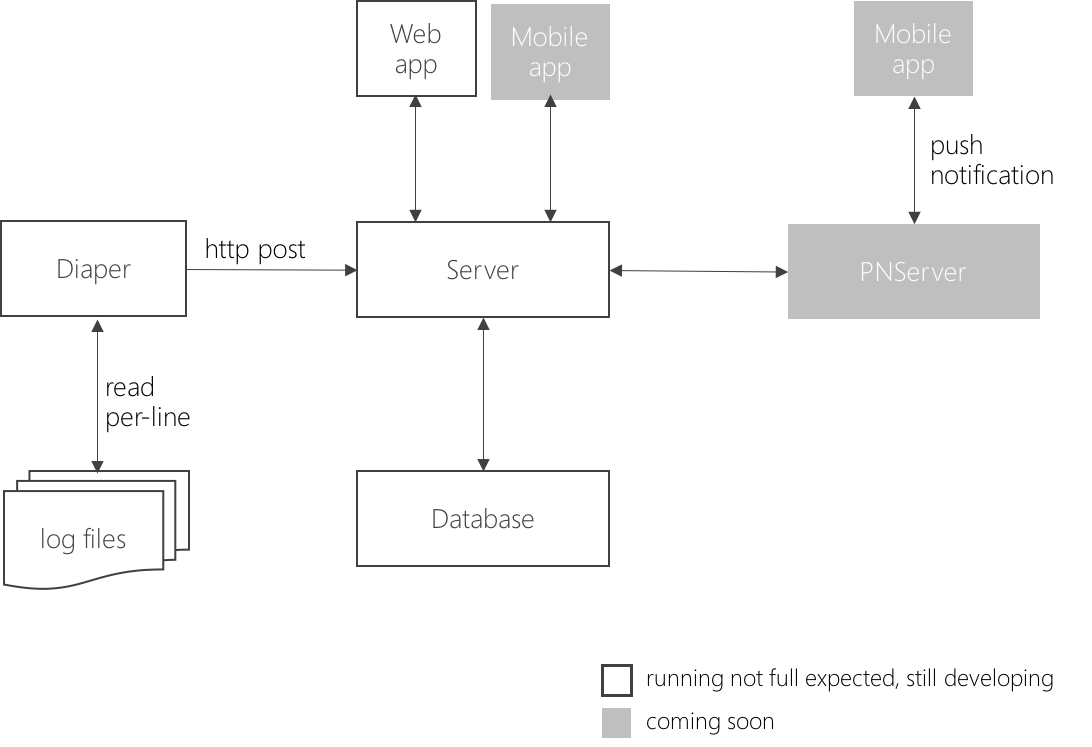 Web
app
Mobile
app
Mobile
app
push
notification
Diaper
http post
Server
PNServer
read
per-line
log files
Database
running not full expected, still developing
coming soon